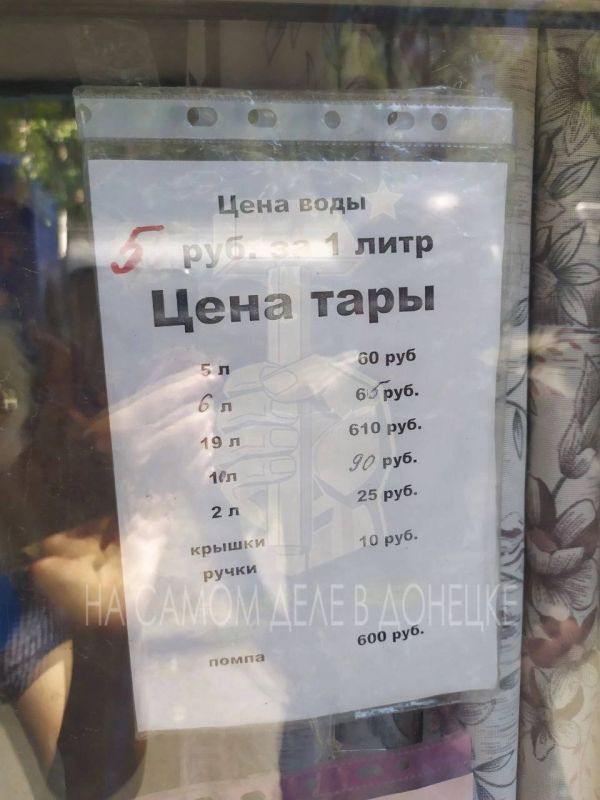 Цена воды
5 руб. за 1 литр
Цена тары
5 л 60 руб
6 л 65 руб.
19 л 610 руб.
10л 90 руб.
2 л 25 руб.
крышки 10 руб.
ручки
помпа 600 руб.
НА САМОМ ДЕЛЕ В ДОНЕЦКЕ